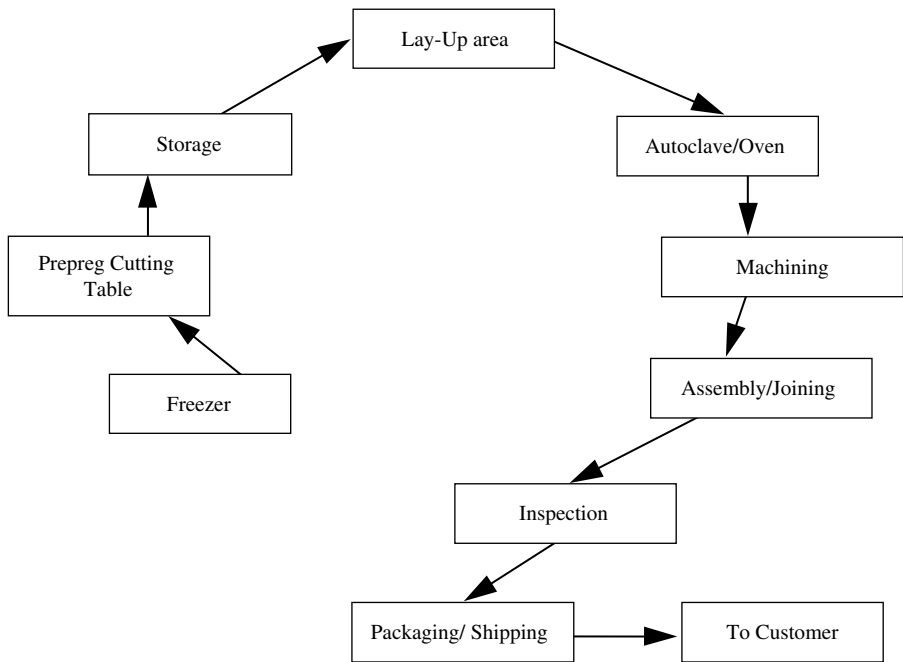 Lay-Up area
Storage
Autoclave/Oven
Prepreg Cutting
Table
Machining
Freezer
Assembly/Joining
Inspection
Packaging/ Shipping
To Customer